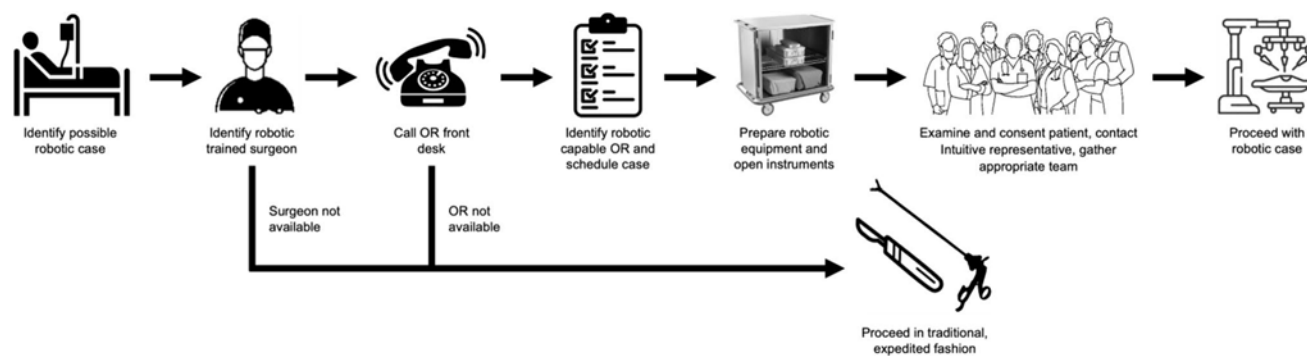 Identify possible
robotic case
Identify robotic
trained surgeon
Call OR front
desk
Identify robotic
capable OR and
schedule case
Prepare robotic
equipment and
open instruments
Examine and consent patient, contact
Intuitive representative, gather
appropriate team
Proceed with
robotic case
Surgeon not
available
OR not
available
Proceed in traditional,
expedited fashion